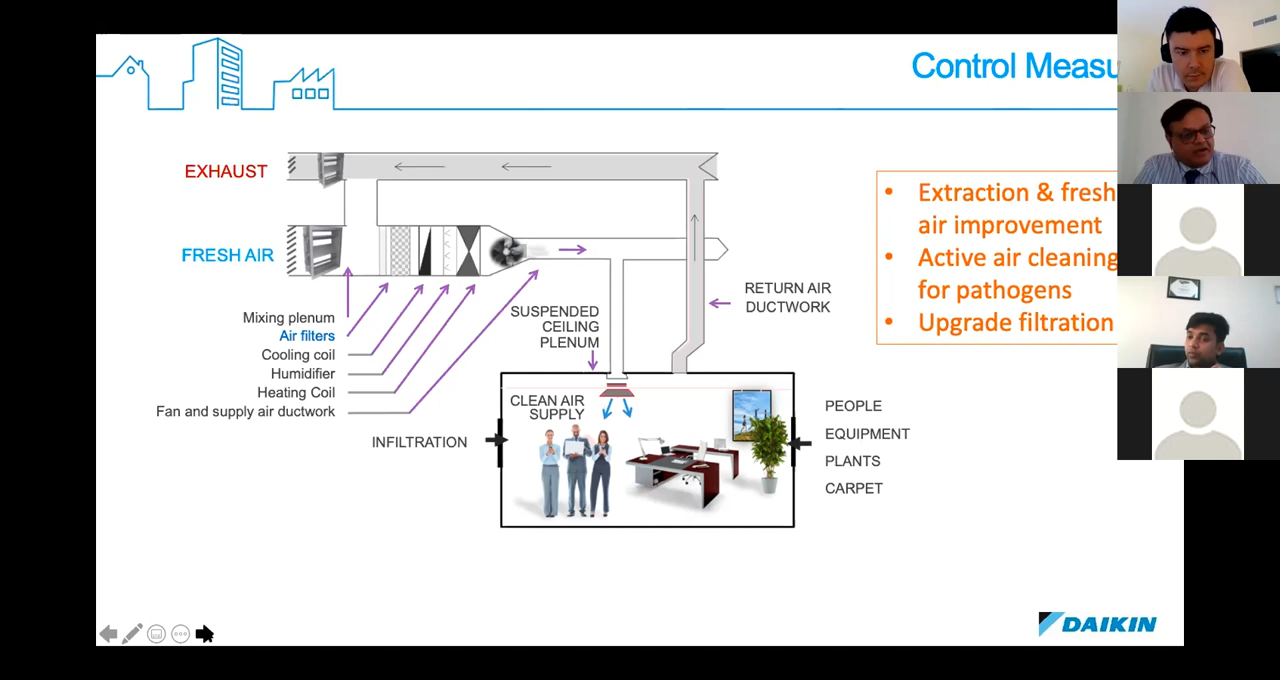 Control Measu
EXHAUST
FRESH AIR
Mixing plenum
Air filters
Cooling coil
Humidifier
Heating Coil
Fan and supply air ductwork
SUSPENDED
CEILING
PLENUM
RETURN AIR
DUCTWORK
• Extraction & fresh
air improvement
• Active air cleaning
for pathogens
• Upgrade filtration
CLEAN AIR
SUPPLY
INFILTRATION
PEOPLE
EQUIPMENT
PLANTS
CARPET
DAIKIN